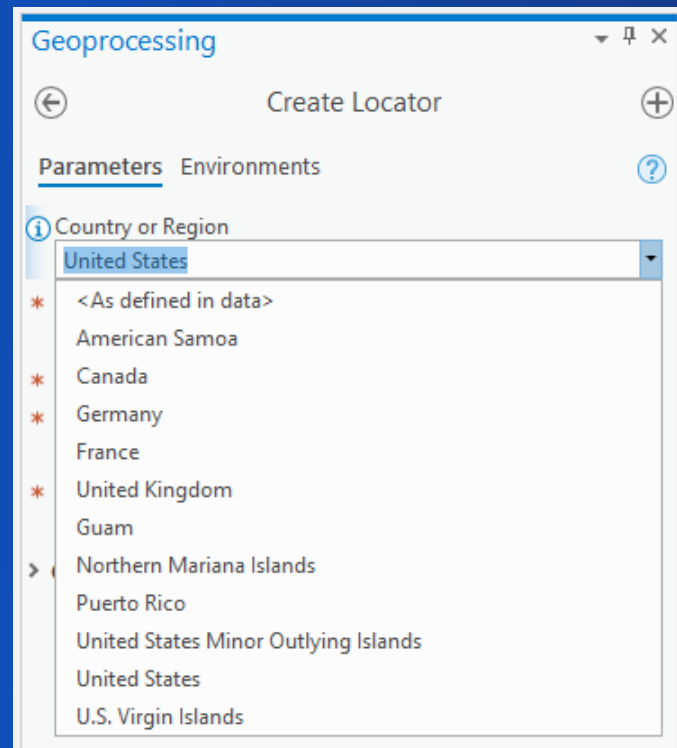 Geoprocessing
Create Locator
Parameters Environments
Country or Region
United States
<As defined in data>
American Samoa
Canada
Germany
France
United Kingdom
Guam
Northern Mariana Islands
Puerto Rico
United States Minor Outlying Islands
United States
U.S. Virgin Islands